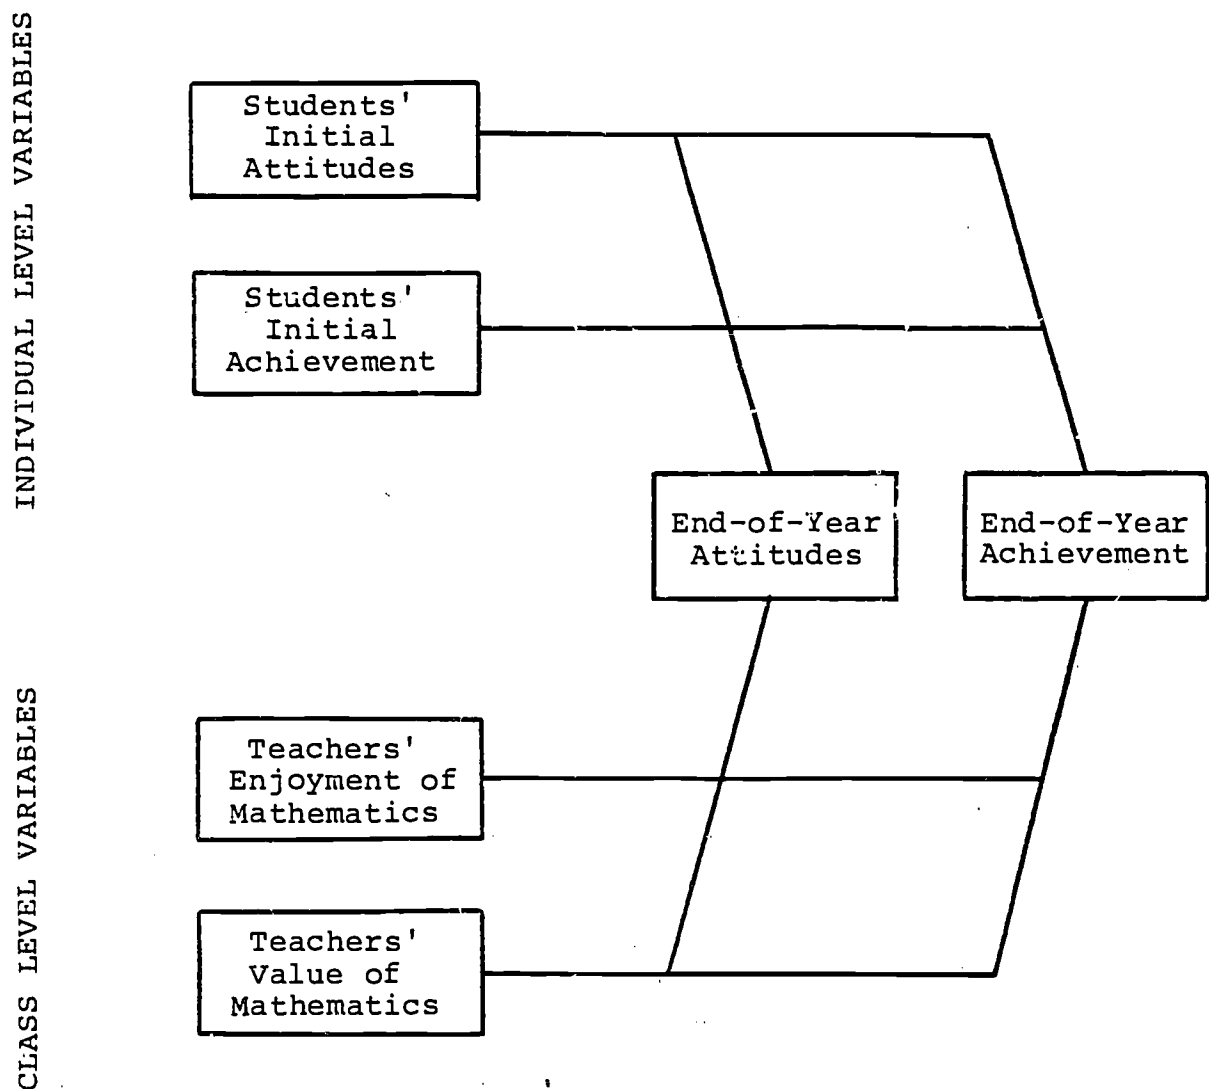 INDIVIDUAL LEVEL VARIABLES
Students'
Initial
Attitudes
Students'
Initial
Achievement
End-of-Year
Attitudes
End-of-Year
Achievement
CLASS LEVEL VARIABLES
Teachers'
Enjoyment of
Mathematics
Teachers'
Value of
Mathematics